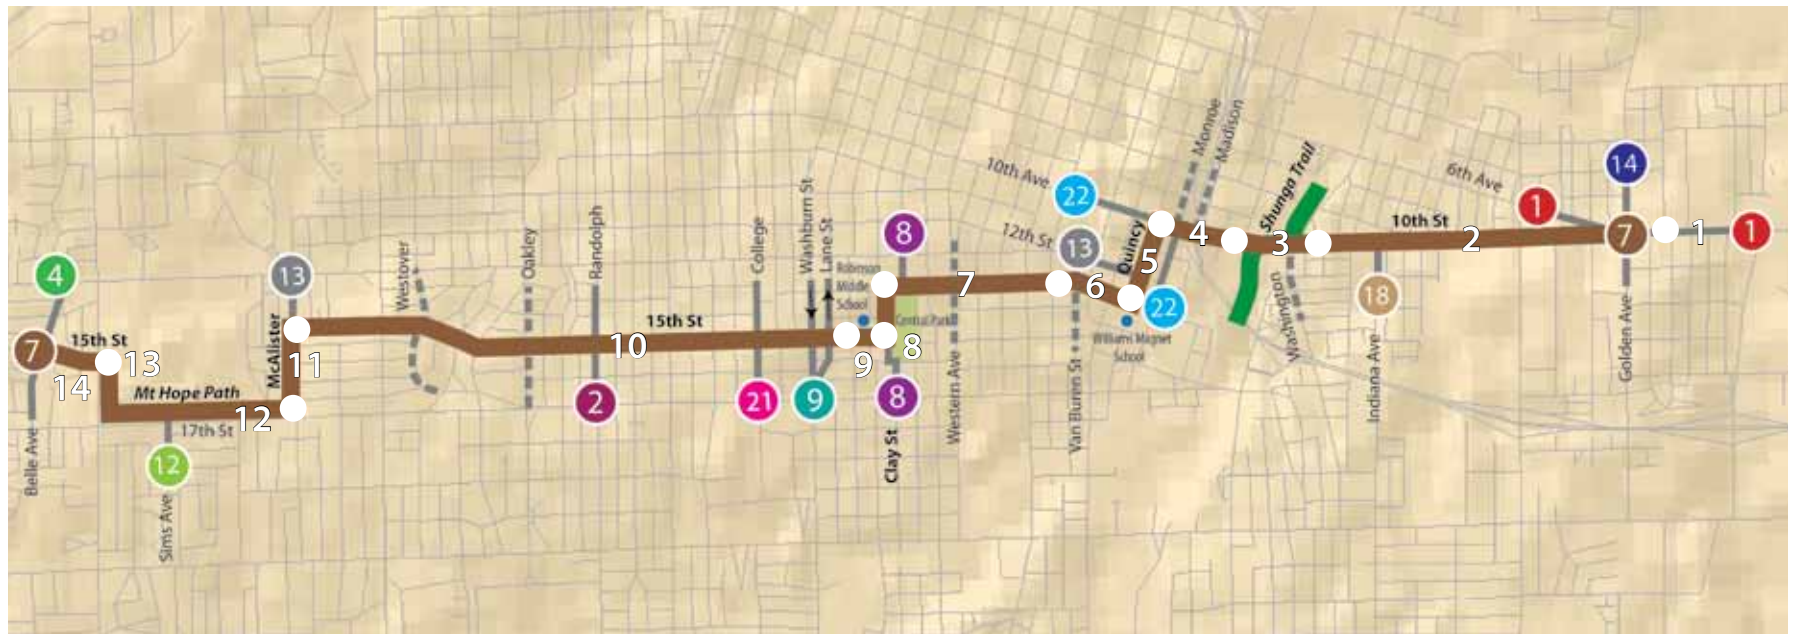 Monroe
Madison
Shunga Trail
6th Ave
14
10th Ave
22
1
10th St
12th St
13
Quincy
4
3
2
7
1
1
5
Washburn St
Lane St
College
Randolph
Oakley
Westover
8
Robinson
Middle
School
Central Park
7
6
22
Williams Magnet
School
Washington
18
Indiana Ave
Golden Ave
4
13
15th St
7
14
13
McAlister
11
Mt Hope Path
12
17th St
12
Belle Ave
Sims Ave
15th St
10
2
21
9
9
8
8
Clay St
Western Ave
Van Buren St